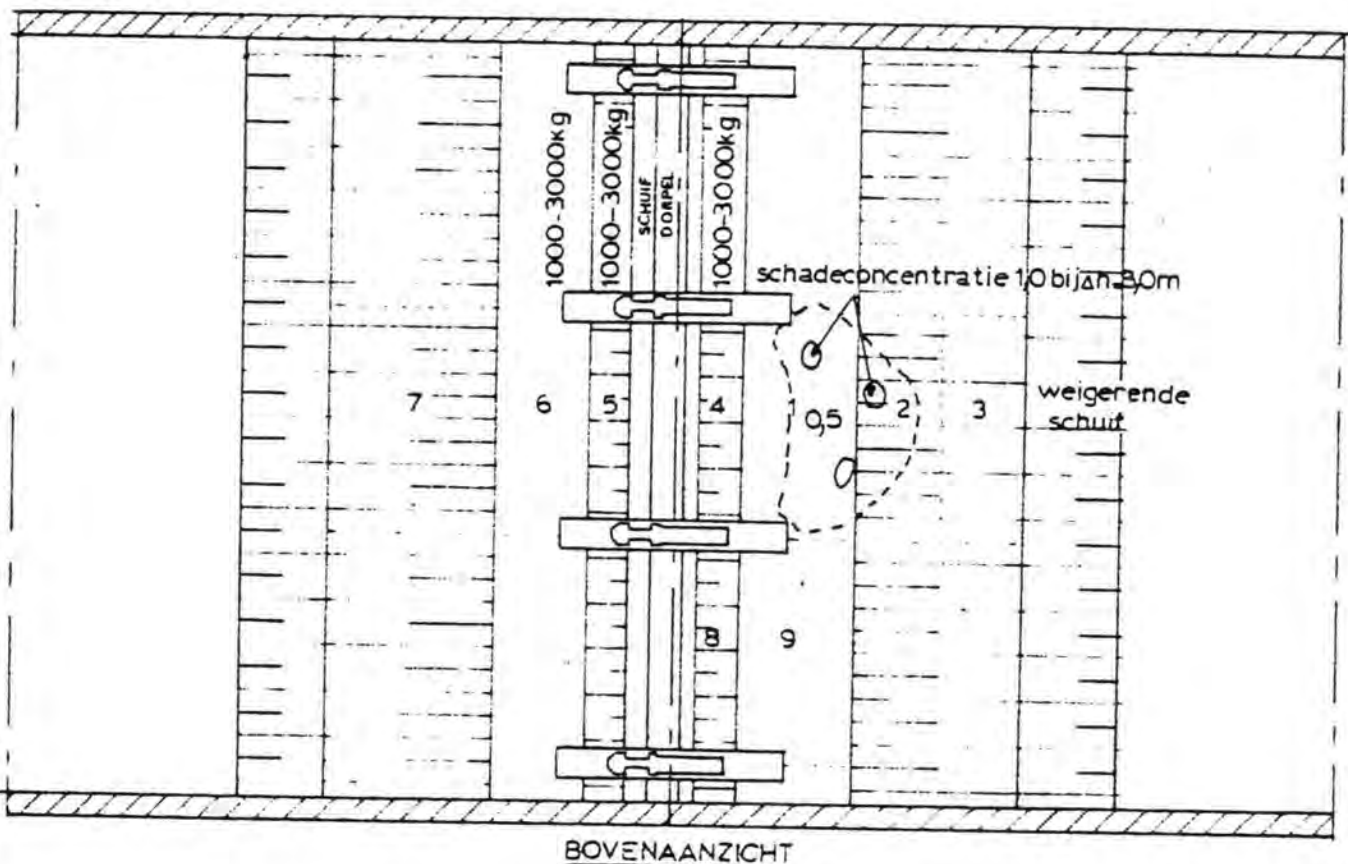 1000-3000kg
1000-3000kg
SCHUIF
DORPEL
1000-3000kg
schadeconcentratie 1,0 bij Δh=3,0m
7
6
5
4
1
0,5
2
3
weigerende
schuif
8
9
BOVENAANZICHT